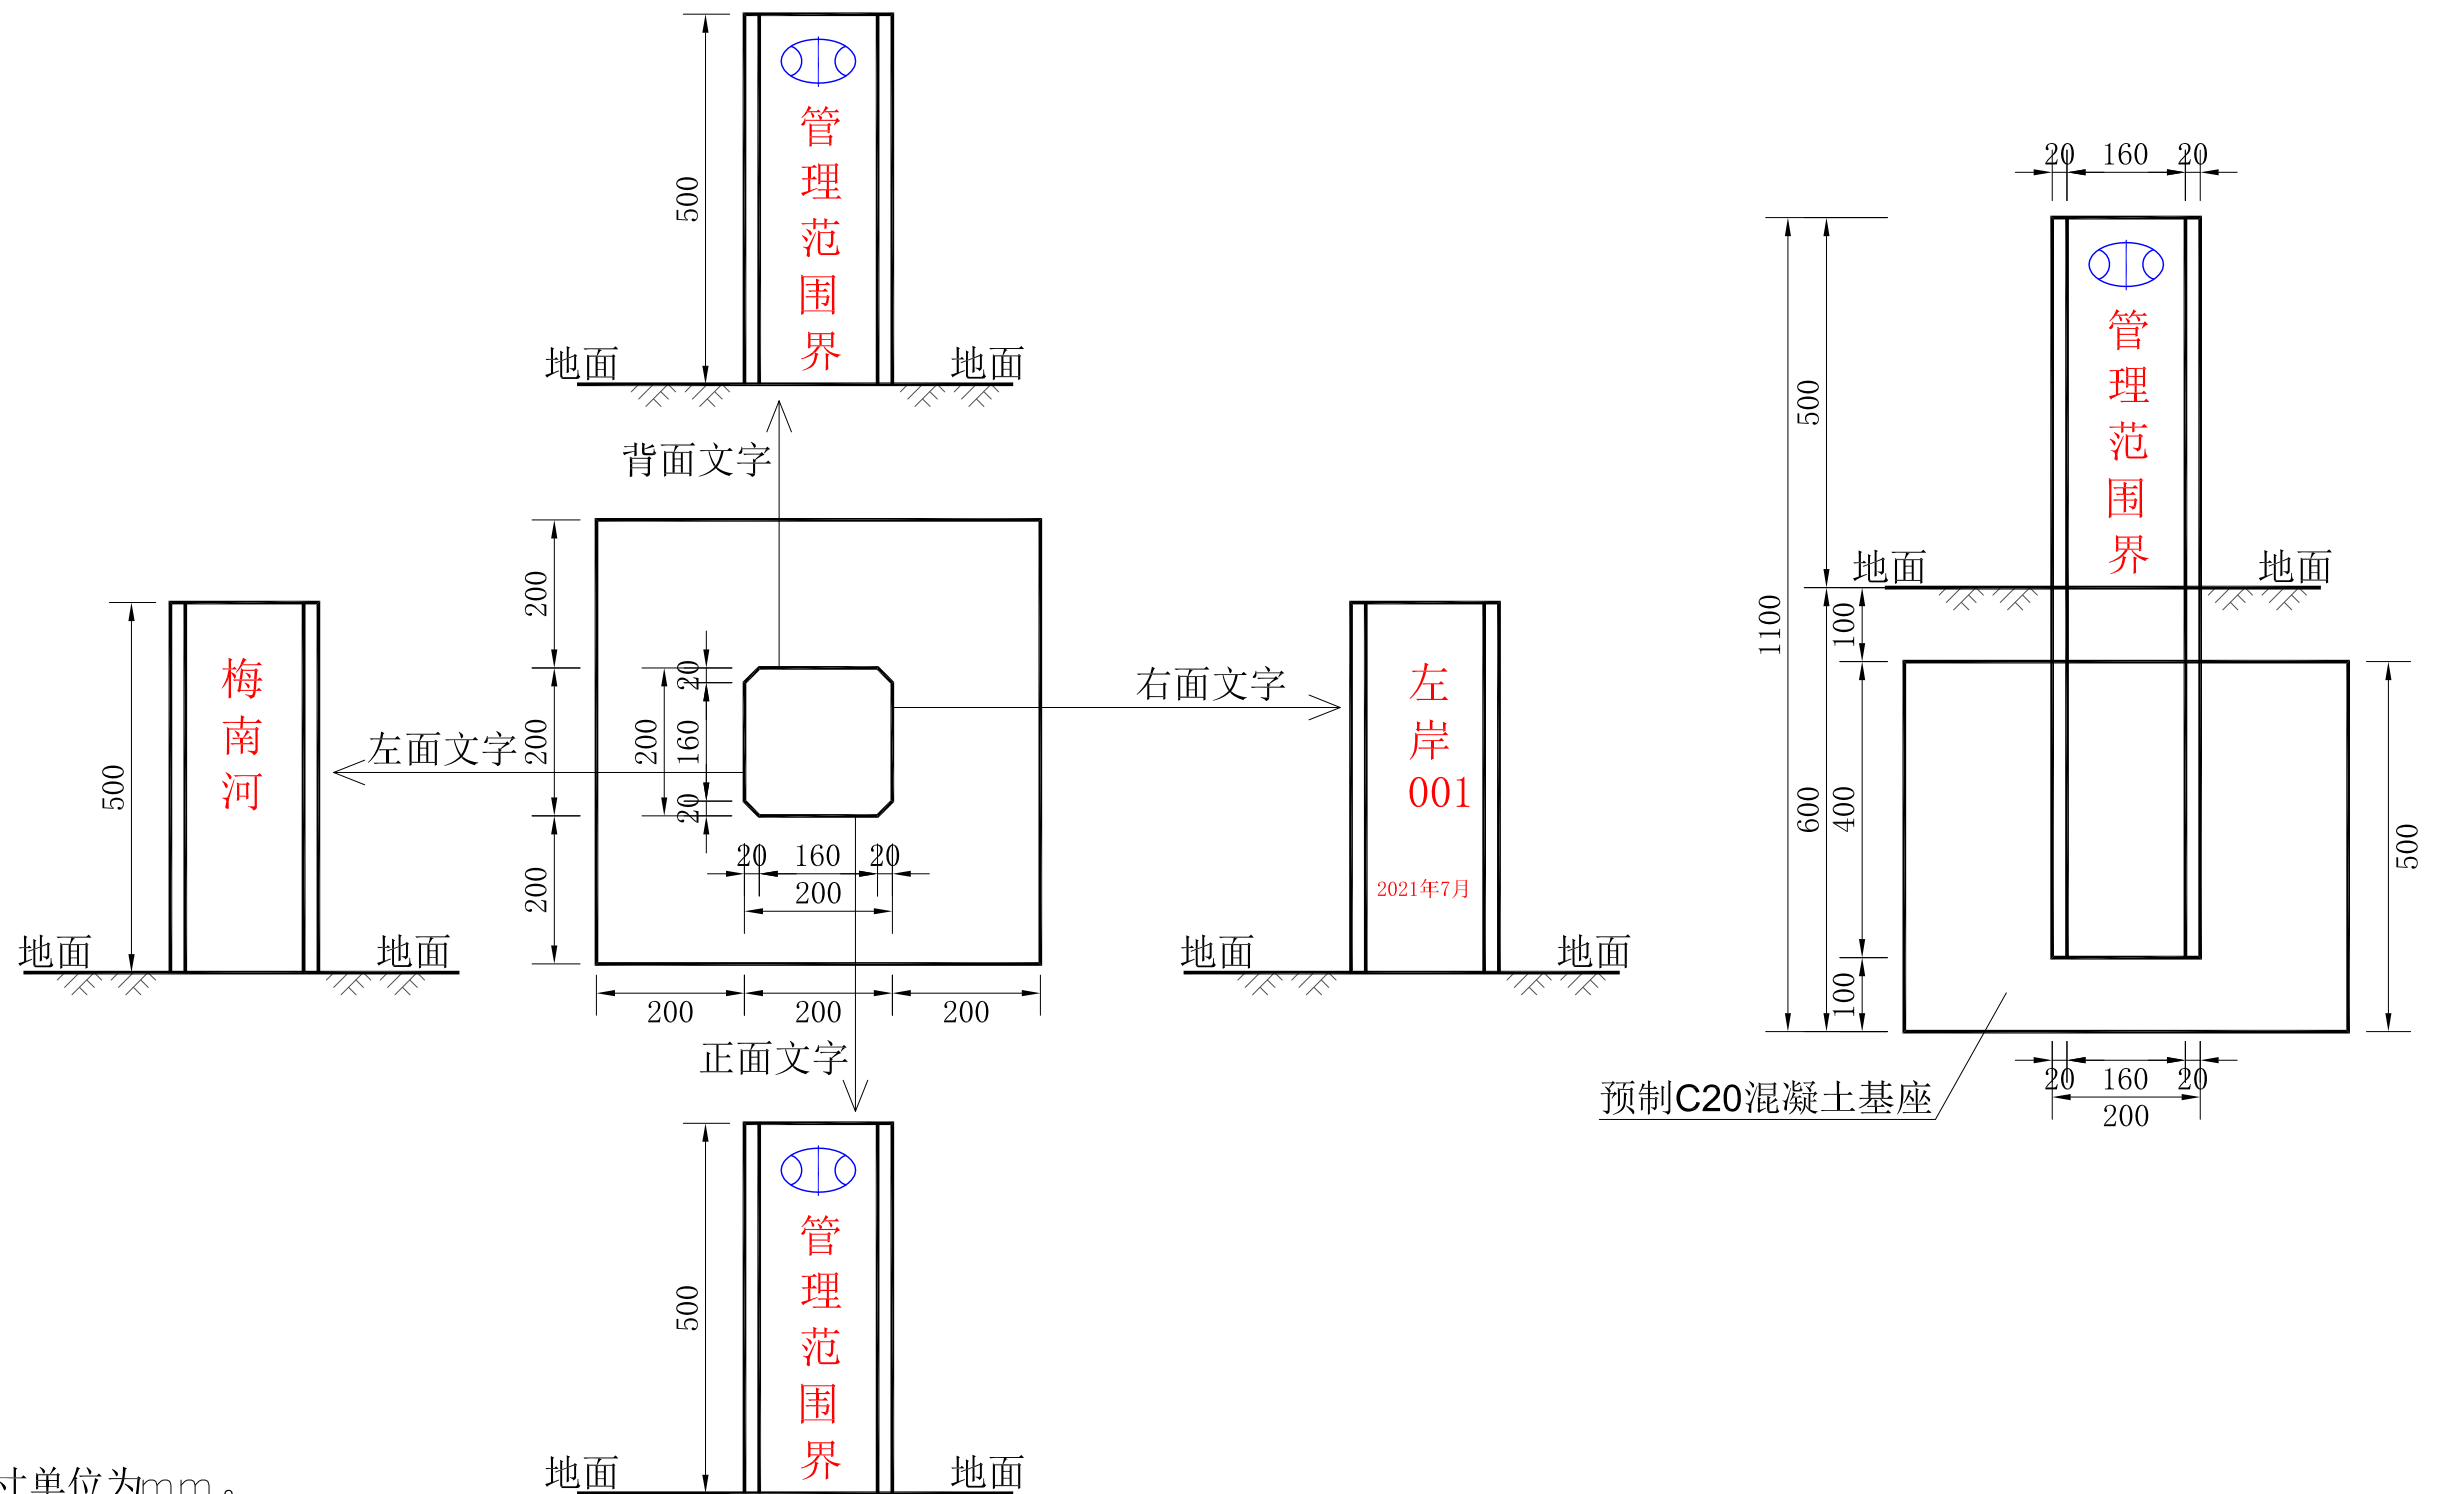 500
管
理
范
围
界
地面
地面
背面文字
20 160 20
1100
500
管
理
范
围
界
地面
地面
600
100
400
100
500
20 160 20
200
预制C20混凝土基座
200
200
200
200
20
160
20
20 160 20
200
200 200 200
左面文字
500
梅
南
河
地面
地面
右面文字
左
岸
001
2021年7月
地面
地面
正面文字
500
管
理
范
围
界
地面
地面
寸单位为mm。